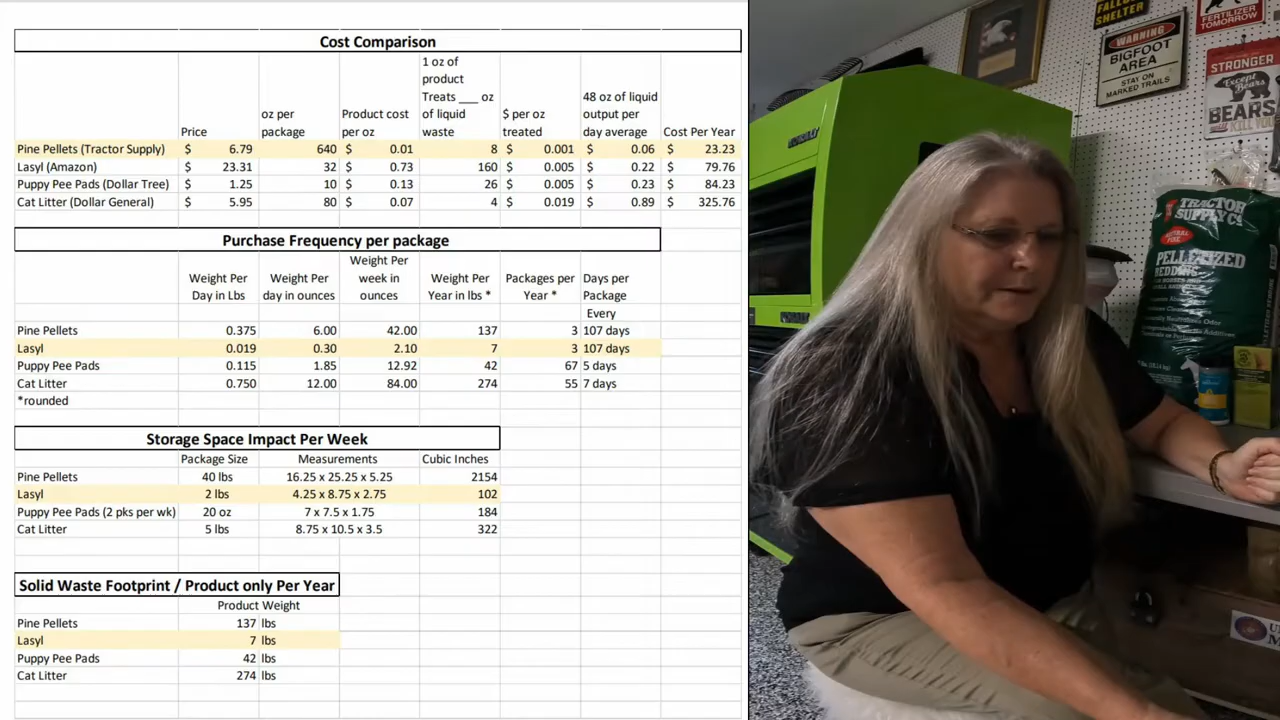 Cost Comparison
Price
oz per package
Product cost per oz
1 oz of product Treats ___ oz of liquid waste
$ per oz treated
48 oz of liquid output per day average
Cost Per Year
Pine Pellets (Tractor Supply) $ 6.79 640 $ 0.01 8 $ 0.001 $ 0.06 $ 23.23
Lasyl (Amazon) $ 23.31 32 $ 0.73 160 $ 0.005 $ 0.22 $ 79.76
Puppy Pee Pads (Dollar Tree) $ 1.25 10 $ 0.13 26 $ 0.005 $ 0.23 $ 84.23
Cat Litter (Dollar General) $ 5.95 80 $ 0.07 4 $ 0.019 $ 0.89 $ 325.76
Purchase Frequency per package
Weight Per Day in Lbs
Weight Per day in ounces
Weight Per week in ounces
Weight Per Year in lbs *
Packages per Year *
Days per Package
Every
Pine Pellets 0.375 6.00 42.00 137 3 107 days
Lasyl 0.019 0.30 2.10 7 3 107 days
Puppy Pee Pads 0.115 1.85 12.92 42 67 5 days
Cat Litter 0.750 12.00 84.00 274 55 7 days
*rounded
Storage Space Impact Per Week
Package Size Measurements Cubic Inches
Pine Pellets 40 lbs 16.25 x 25.25 x 5.25 2154
Lasyl 2 lbs 4.25 x 8.75 x 2.75 102
Puppy Pee Pads (2 pks per wk) 20 oz 7 x 7.5 x 1.75 184
Cat Litter 5 lbs 8.75 x 10.5 x 3.5 322
Solid Waste Footprint / Product only Per Year
Product Weight
Pine Pellets 137 lbs
Lasyl 7 lbs
Puppy Pee Pads 42 lbs
Cat Litter 274 lbs
FALLOUT
SHELTER
FERTILIZER
TOMORROW
WARNING
BIGFOOT
AREA
STAY ON
MARKED TRAILS
STRONGER
Except
BEARS
KILL
TRACTOR
SUPPLY CO
PELLETIZED
BEDDING